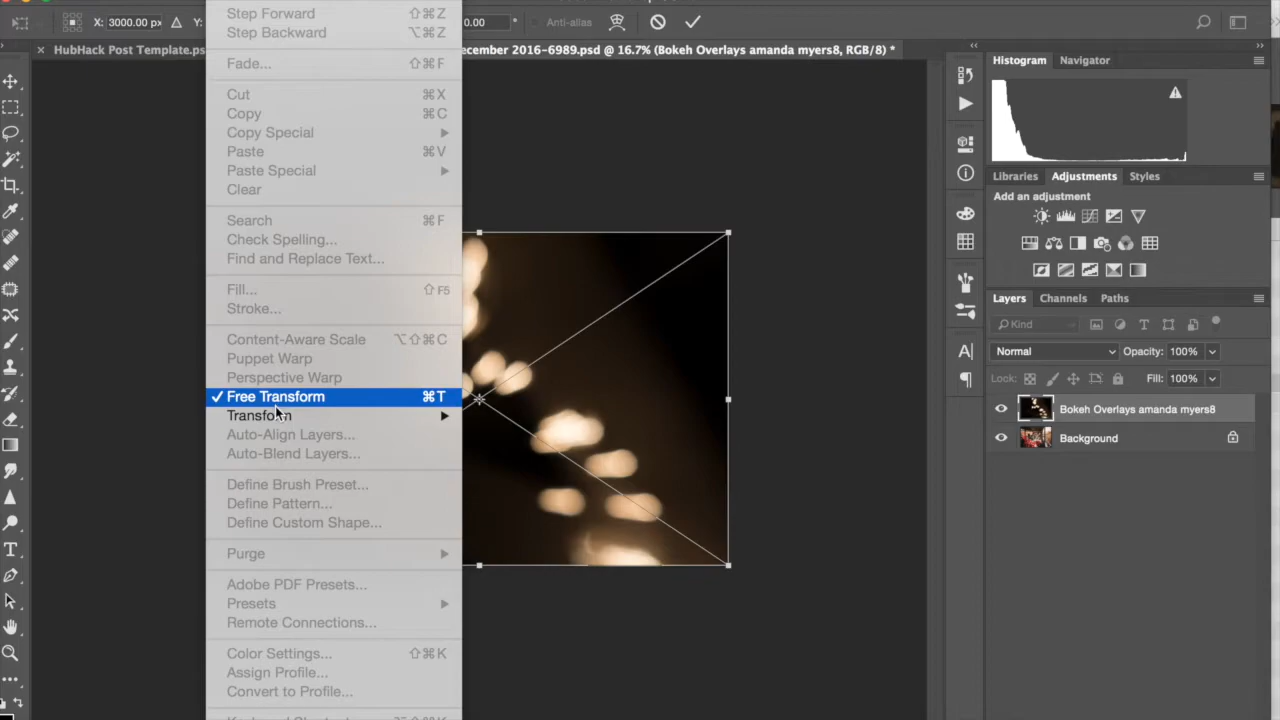 X: 3000.00 px
Y:
0.00 °
Anti-alias
× HubHack Post Template.ps
ecember 2016-6989.psd @ 16.7% (Bokeh Overlays amanda myers8, RGB/8) *
Step Forward ⇧⌘Z
Step Backward ⌥⌘Z
Fade... ⇧⌘F
Cut ⌘X
Copy ⌘C
Copy Special
Paste ⌘V
Paste Special
Clear
Search ⌘F
Check Spelling...
Find and Replace Text...
Fill... ⇧F5
Stroke...
Content-Aware Scale ⌥⇧⌘C
Puppet Warp
Perspective Warp
✓ Free Transform ⌘T
Transform
Auto-Align Layers...
Auto-Blend Layers...
Define Brush Preset...
Define Pattern...
Define Custom Shape...
Purge
Adobe PDF Presets...
Presets
Remote Connections...
Color Settings... ⇧⌘K
Assign Profile...
Convert to Profile...
Histogram Navigator
Libraries Adjustments Styles
Add an adjustment
Layers Channels Paths
Kind
Normal Opacity: 100%
Lock: Fill: 100%
Bokeh Overlays amanda myers8
Background